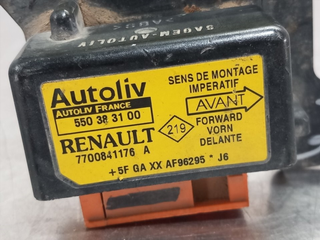 SAGEM-AUTOLIV
Autoliv
AUTOLIV FRANCE
550 38 31 00
RENAULT
7700841176 A
SENS DE MONTAGE
IMPERATIF
AVANT
219
FORWARD
VORN
DELANTE
+5F GA XX AF96295* J6